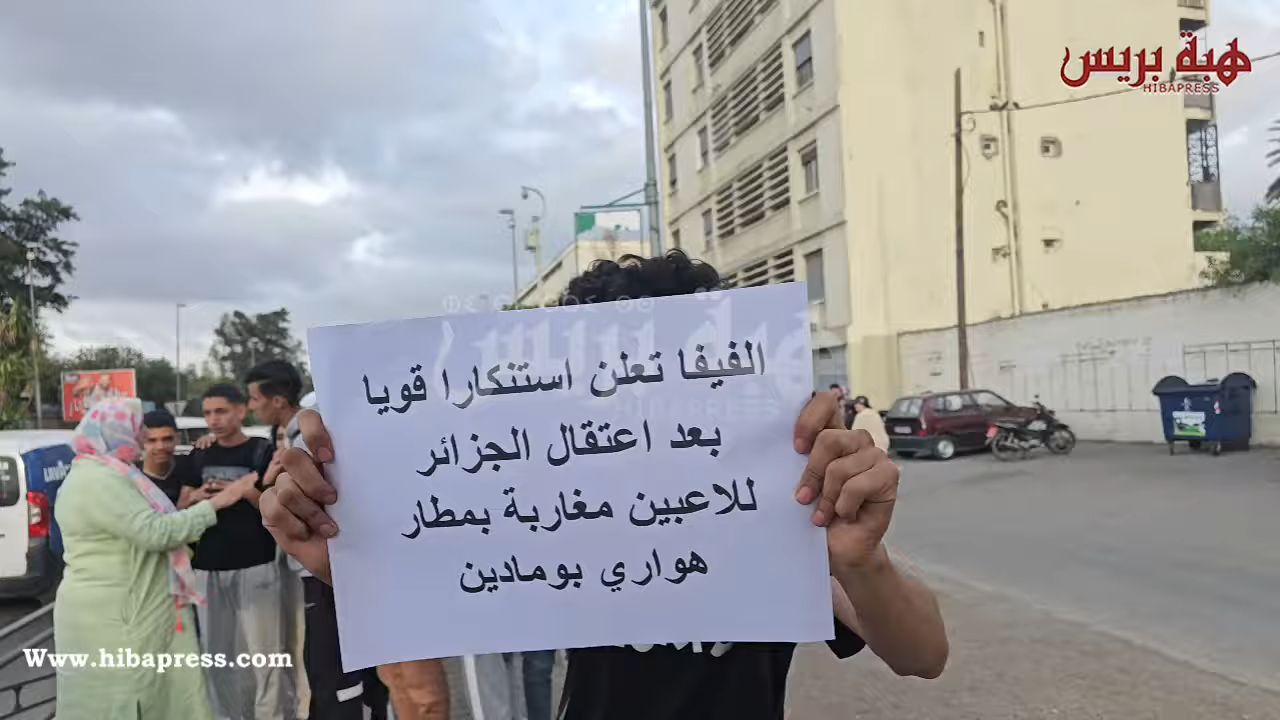 هبة بريس
HIBAPRESS
الفيفا تعلن استنكارا قويا
بعد اعتقال الجزائر
للاعبين مغاربة بمطار
هواري بومادين
Www.hibapress.com